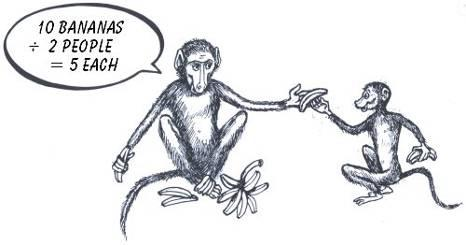 10 BANANAS
÷ 2 PEOPLE
= 5 EACH